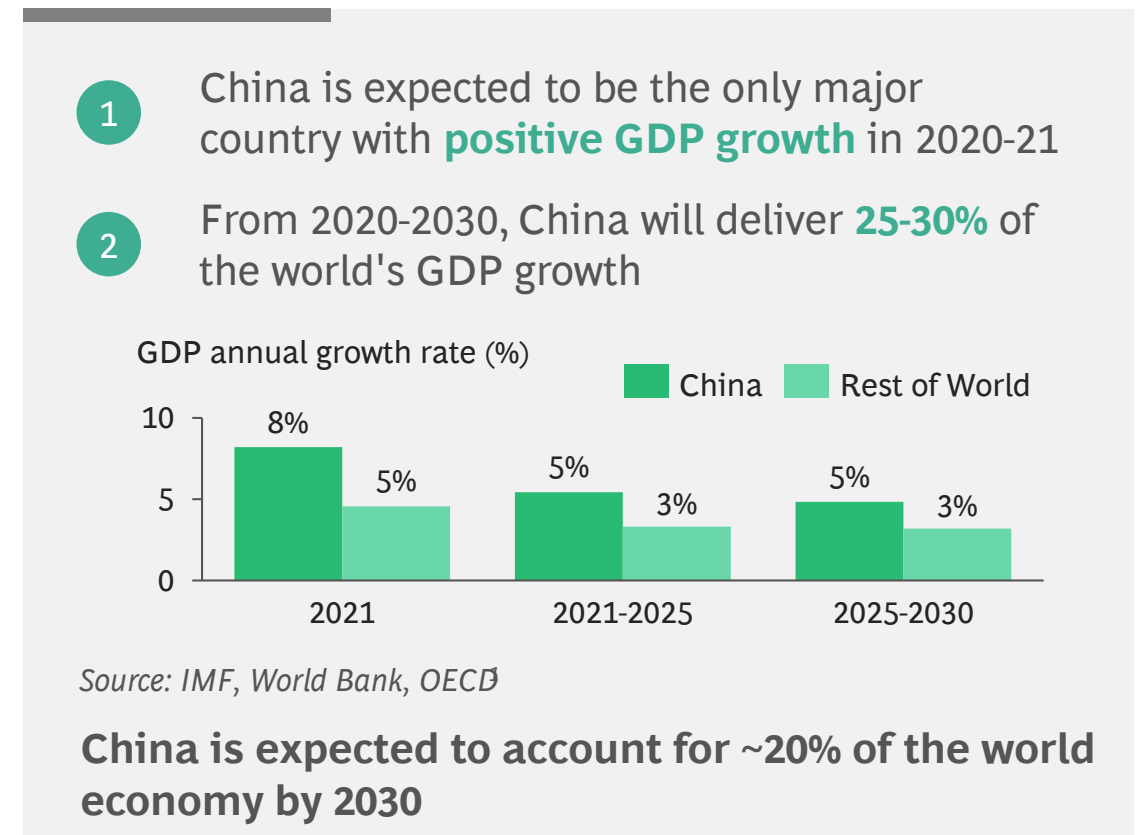 1
China is expected to be the only major
country with positive GDP growth in 2020-21
2
From 2020-2030, China will deliver 25-30% of
the world's GDP growth
GDP annual growth rate (%)
China
Rest of World
10
5
0
8%
5%
5%
3%
5%
3%
2021
2021-2025
2025-2030
Source: IMF, World Bank, OECD¹
China is expected to account for ~20% of the world
economy by 2030